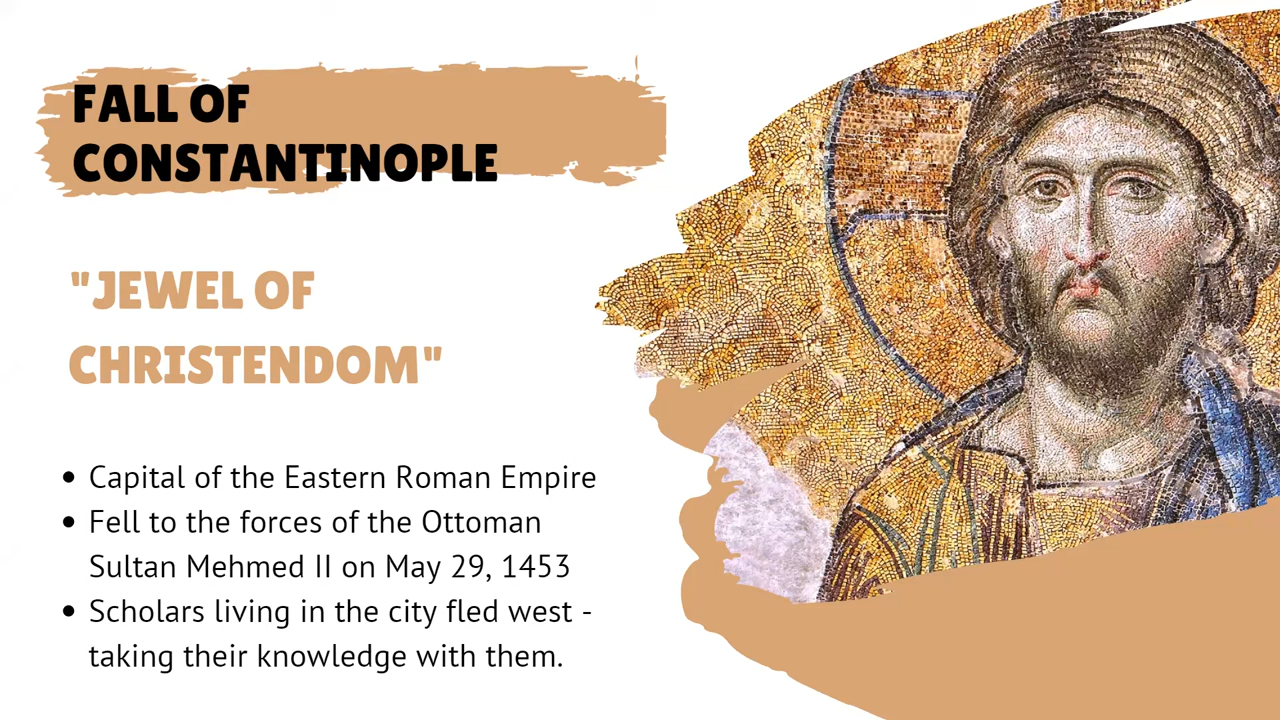 FALL OF
CONSTANTINOPLE
"JEWEL OF
CHRISTENDOM"
• Capital of the Eastern Roman Empire
• Fell to the forces of the Ottoman
Sultan Mehmed II on May 29, 1453
• Scholars living in the city fled west -
taking their knowledge with them.